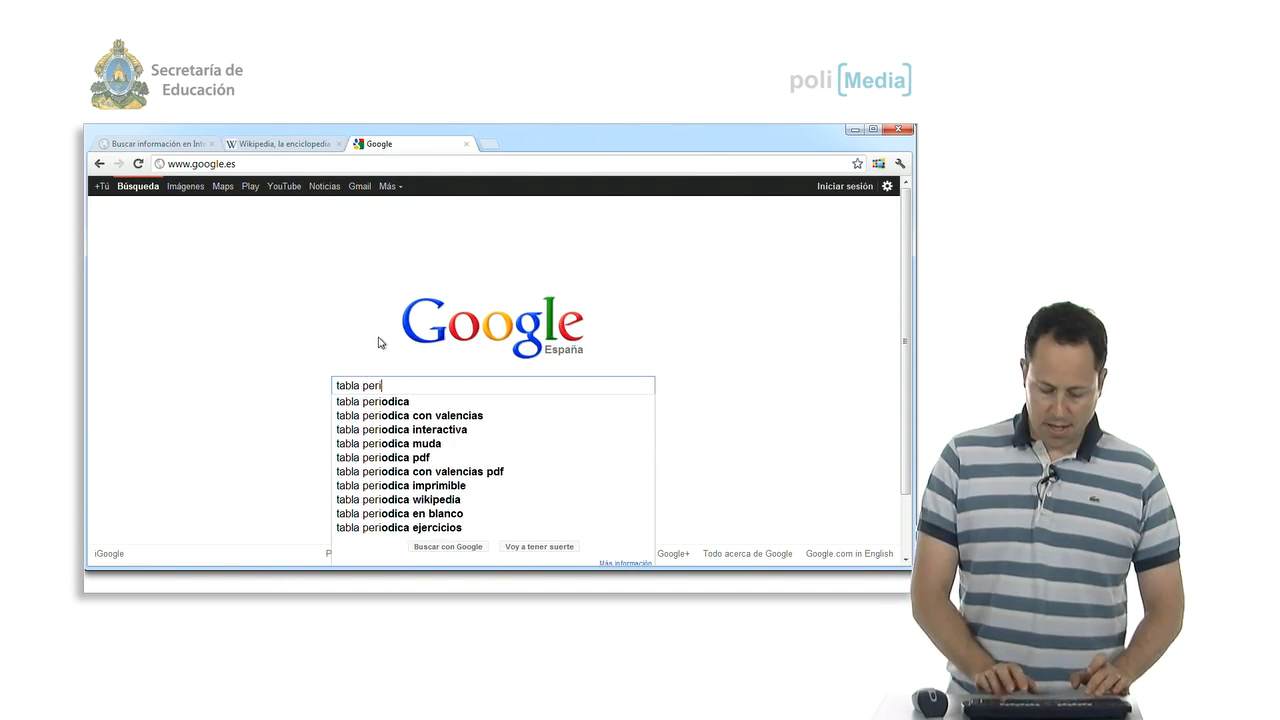 Secretaría de
Educación
poli [Media]
Buscar información en Inte
Wikipedia, la enciclopedia
Google
www.google.es
+Tú Búsqueda Imágenes Maps Play YouTube Noticias Gmail Más
Iniciar sesión
Google
España
tabla peri
tabla periodica
tabla periodica con valencias
tabla periodica interactiva
tabla periodica muda
tabla periodica pdf
tabla periodica con valencias pdf
tabla periodica imprimible
tabla periodica wikipedia
tabla periodica en blanco
tabla periodica ejercicios
Buscar con Google Voy a tener suerte
iGoogle P Google+ Todo acerca de Google Google.com in English
Más información